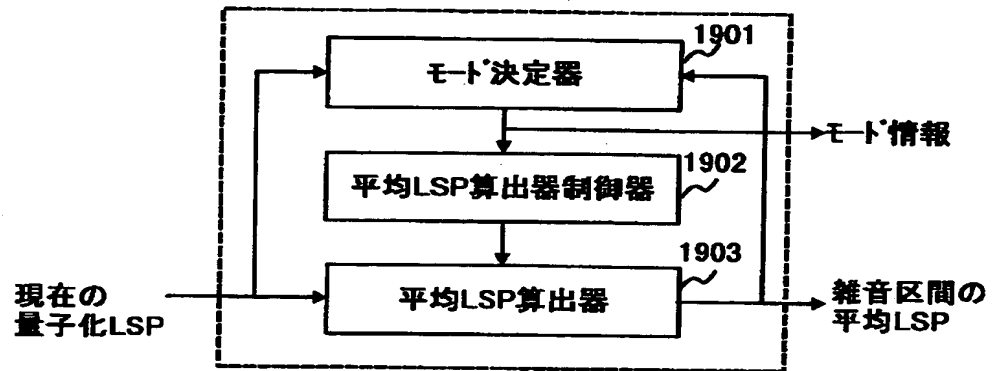 1901
モード決定器
モード情報
1902
平均LSP算出器制御器
1903
平均LSP算出器
現在の
量子化LSP
雑音区間の
平均LSP